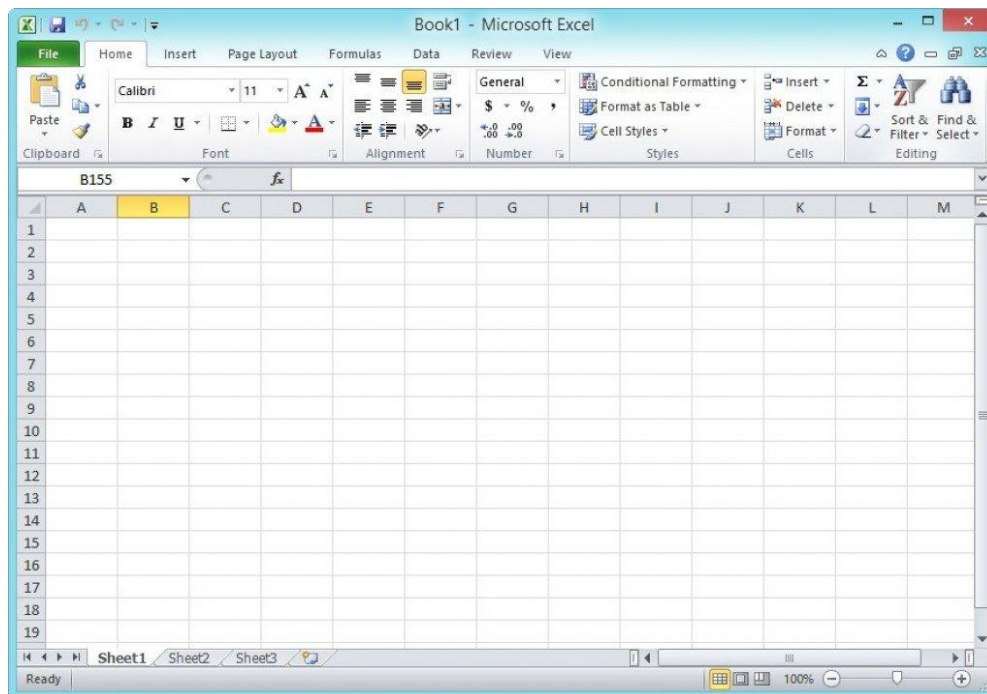 Book1 - Microsoft Excel
File Home Insert Page Layout Formulas Data Review View
Calibri 11 A A General Conditional Formatting Insert Σ
Paste B I U A $ % , Format as Table Delete Sort & Find &
.00 .00 Cell Styles Format Filter Select
Clipboard Font Alignment Number Styles Cells Editing
B155 fx
A B C D E F G H I J K L M
1
2
3
4
5
6
7
8
9
10
11
12
13
14
15
16
17
18
19
Sheet1 Sheet2 Sheet3
Ready 100%